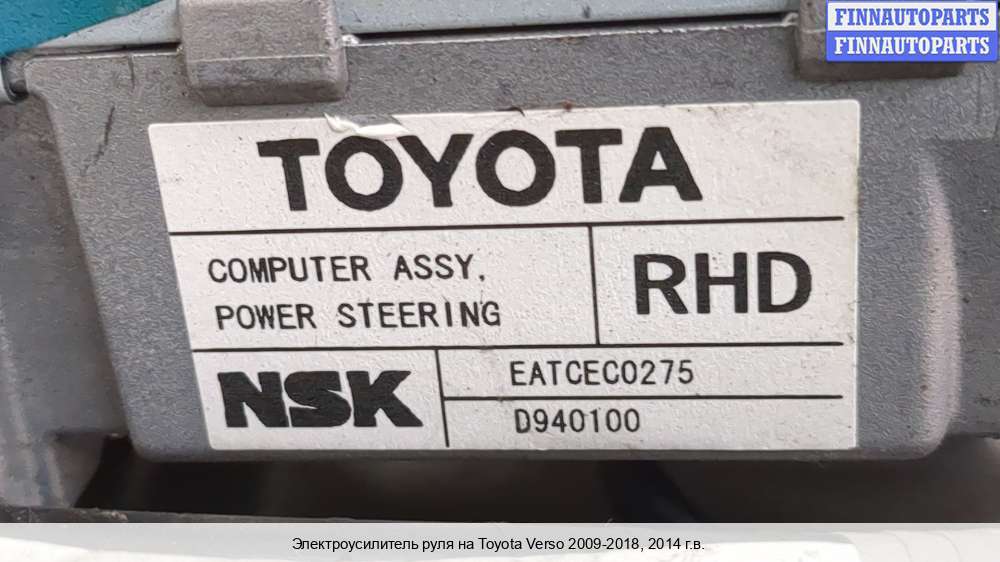 FINNAUTOPARTS
FINNAUTOPARTS
TOYOTA
COMPUTER ASSY,
POWER STEERING
RHD
NSK
EATCEC0275
D940100
Электроусилитель руля на Toyota Verso 2009-2018, 2014 г.в.